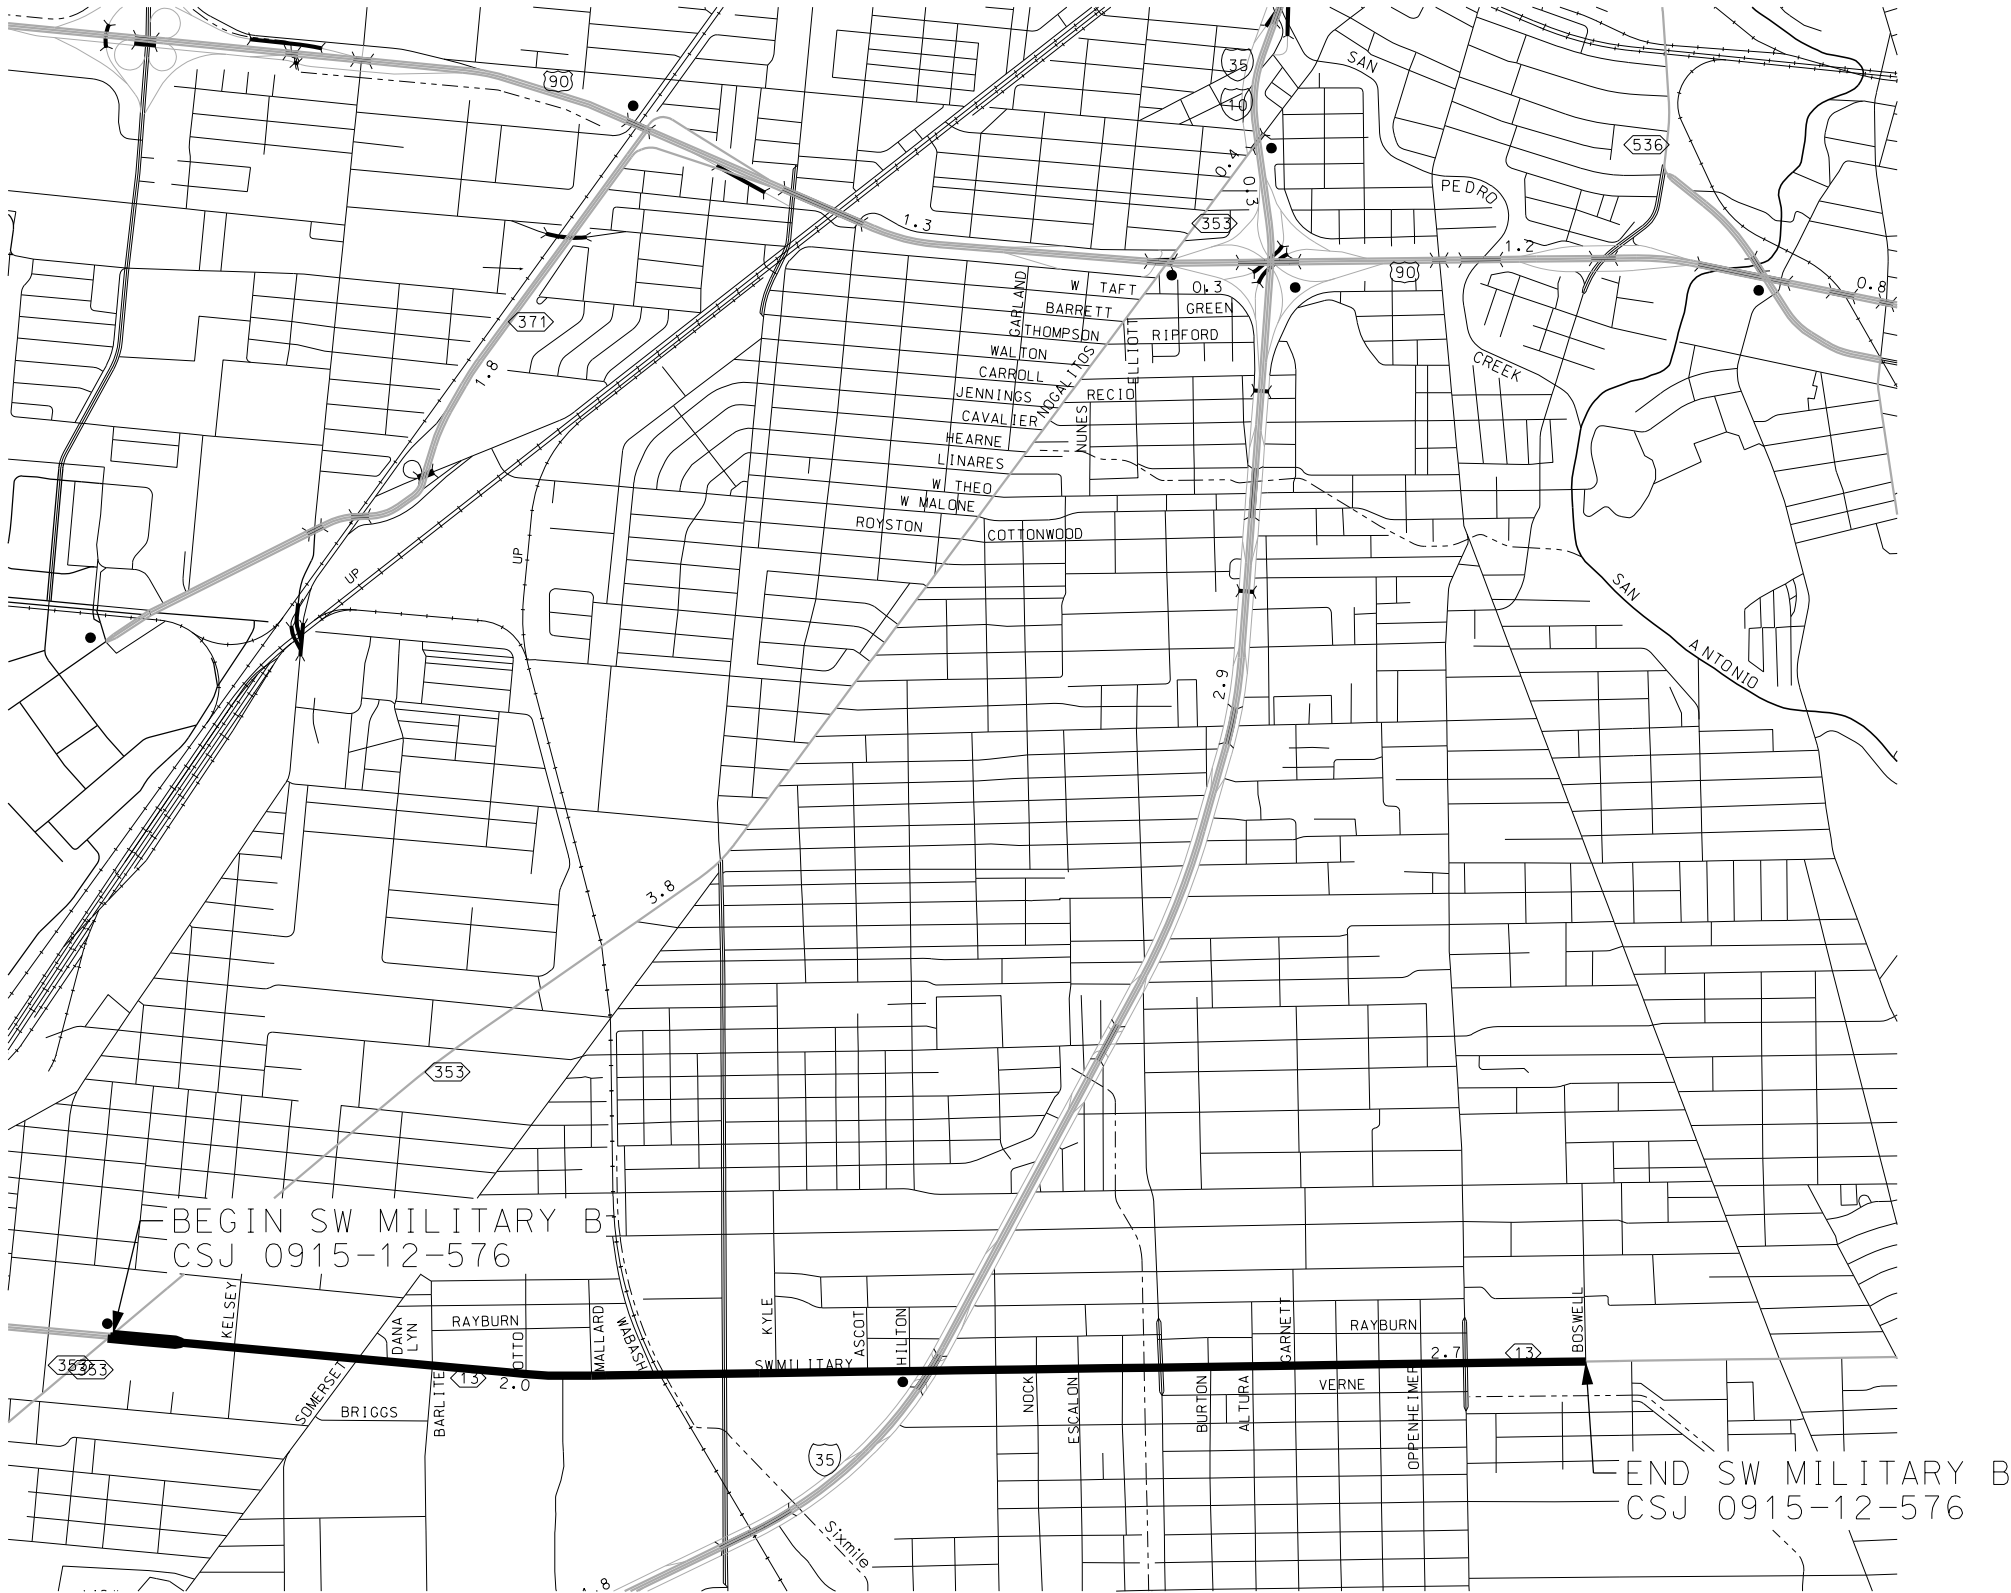 35
SAN
90
10
536
0.4
0.3
PEDRO
353
1.3
1.2
90
GARLAND
W TAFT
0.3
0.8
BARRETT
GREEN
371
THOMPSON
RIPFORD
ELLIOTT
WALTON
NOGALITOS
CREEK
1.8
CARROLL
JENNINGS
RECIO
CAVALIER
NUNES
HEARNE
LINARES
W THEO
W MALONE
ROYSTON
COTTONWOOD
UP
UP
SAN
ANTONIO
2.9
3.8
353
BEGIN SW MILITARY B
CSJ 0915-12-576
KELSEY
KYLE
BOSWELL
RAYBURN
DANA
LYN
OTTO
MALLARD
WABASH
ASCOT
HILTON
GARNETT
RAYBURN
353
353
SOMERSET
SWMILITARY
2.7
13
13
2.0
BARLITE
BRIGGS
NOCK
ESCALON
BURTON
ALTURA
VERNE
OPPENHEIMER
35
END SW MILITARY B
CSJ 0915-12-576
Sixmile